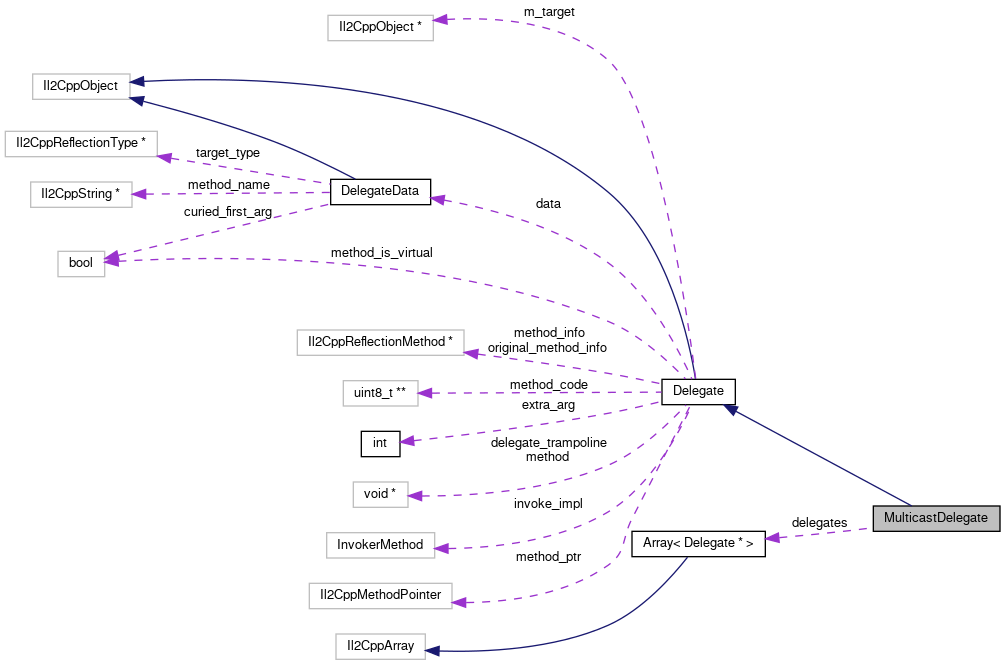 m_target
Il2CppObject *
Il2CppObject
Il2CppReflectionType *
target_type
Il2CppString *
method_name
DelegateData
curied_first_arg
data
bool
method_is_virtual
Il2CppReflectionMethod *
method_info
original_method_info
uint8_t **
method_code
Delegate
extra_arg
int
delegate_trampoline
method
void *
invoke_impl
MulticastDelegate
delegates
InvokerMethod
Array< Delegate * >
method_ptr
Il2CppMethodPointer
Il2CppArray